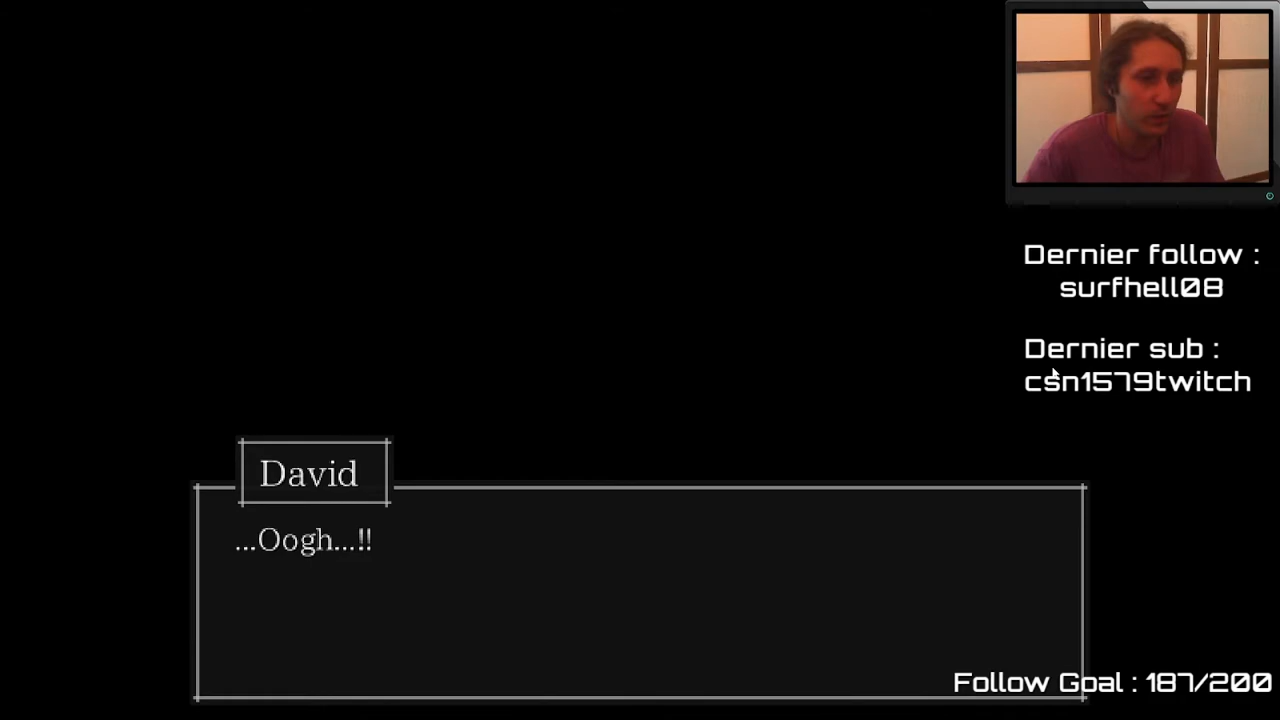 Dernier follow :
surfhell08
Dernier sub :
csn1579twitch
David
...Oogh...!!
Follow Goal : 187/200